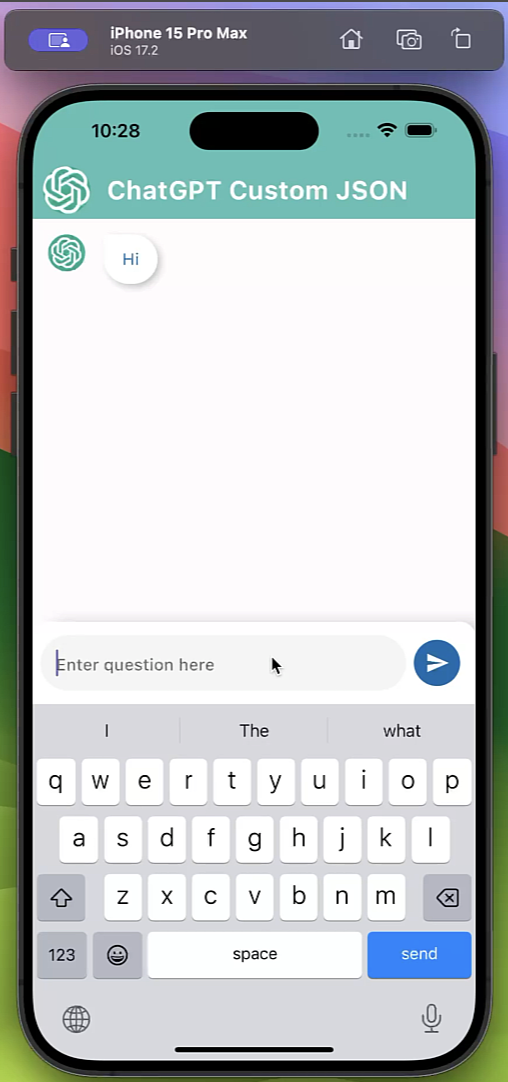 iPhone 15 Pro Max
iOS 17.2
10:28
ChatGPT Custom JSON
Hi
Enter question here
I The what
q w e r t y u i o p
a s d f g h j k l
z x c v b n m
123 space send